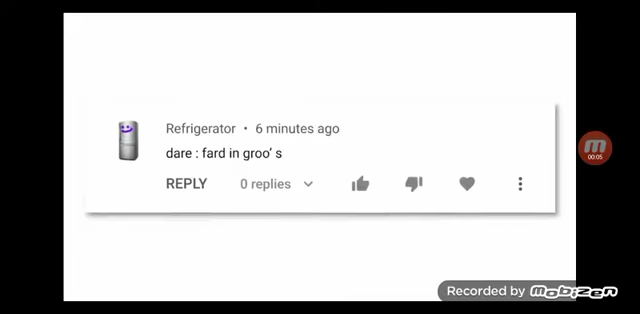 Refrigerator • 6 minutes ago
dare : fard in groo' s
REPLY 0 replies
00:05
Recorded by mobizen